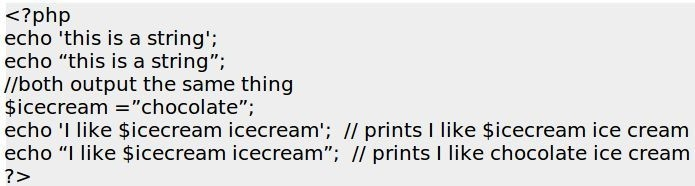 <?php
echo 'this is a string';
echo “this is a string”;
//both output the same thing
$icecream =”chocolate”;
echo 'I like $icecream icecream';  // prints I like $icecream ice cream
echo “I like $icecream icecream”;  // prints I like chocolate ice cream
?>